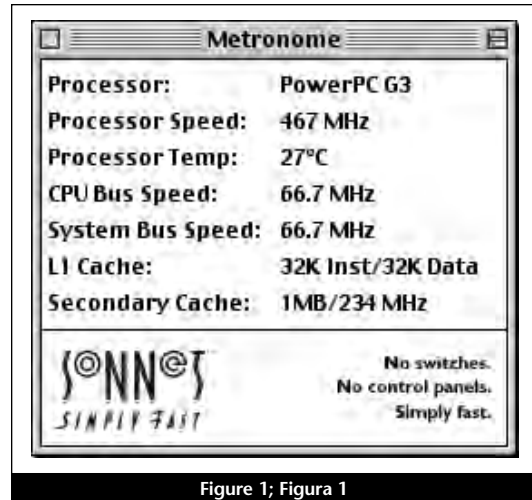 Metronome
Processor: PowerPC G3
Processor Speed: 467 MHz
Processor Temp: 27°C
CPU Bus Speed: 66.7 MHz
System Bus Speed: 66.7 MHz
L1 Cache: 32K Inst/32K Data
Secondary Cache: 1MB/234 MHz
SONNET
SIMPLY FAST
No switches.
No control panels.
Simply fast.
Figure 1; Figura 1